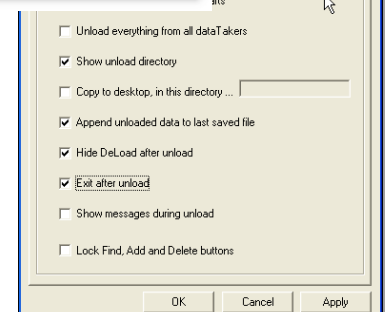 Unload everything from all dataTakers
Show unload directory
Copy to desktop, in this directory ...
Append unloaded data to last saved file
Hide DeLoad after unload
Exit after unload
Show messages during unload
Lock Find, Add and Delete buttons
OK Cancel Apply